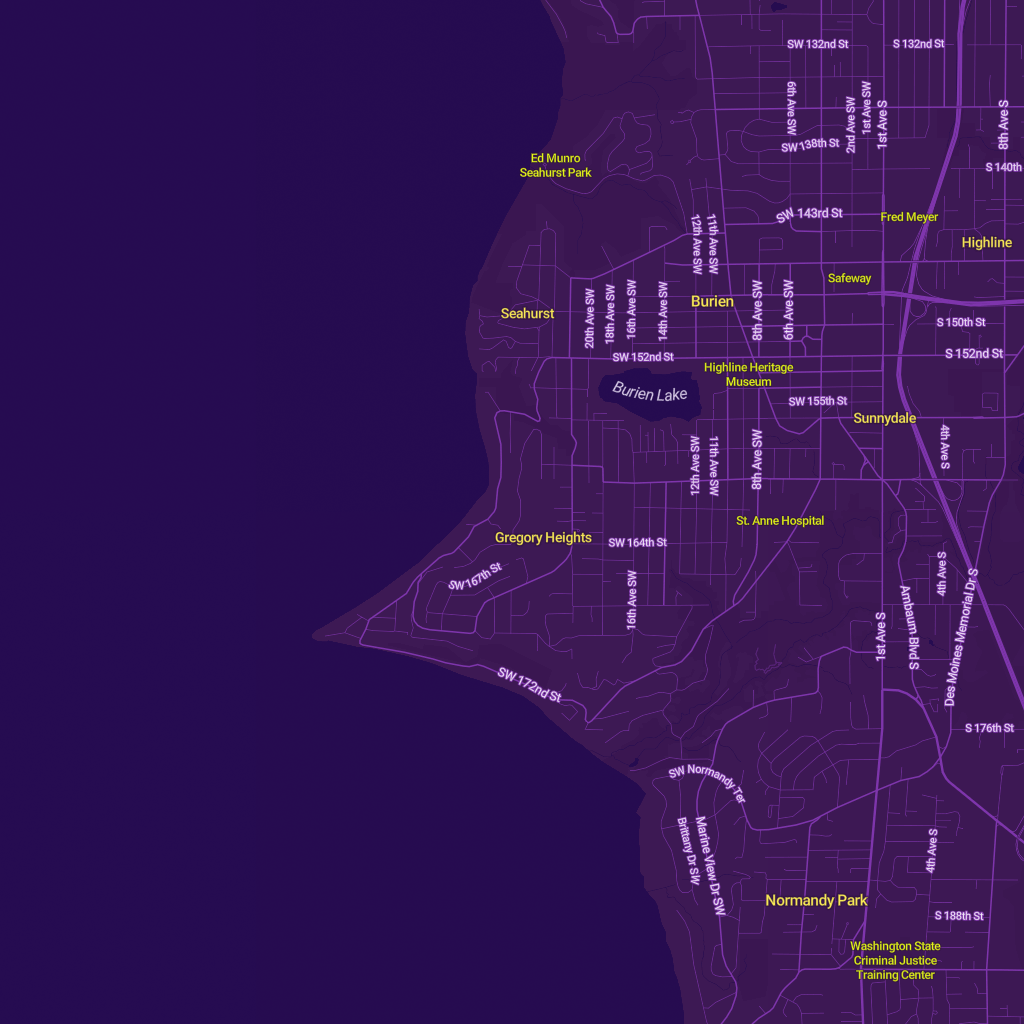 SW 132nd St
S 132nd St
6th Ave SW
2nd Ave SW
1st Ave SW
1st Ave S
8th Ave S
SW 138th St
Ed Munro
Seahurst Park
S 140th
SW 143rd St
Fred Meyer
12th Ave SW
11th Ave SW
Highline
Safeway
Seahurst
20th Ave SW
18th Ave SW
16th Ave SW
14th Ave SW
Burien
8th Ave SW
6th Ave SW
S 150th St
SW 152nd St
S 152nd St
Highline Heritage
Museum
Burien Lake
SW 155th St
Sunnydale
12th Ave SW
11th Ave SW
8th Ave SW
4th Ave S
St. Anne Hospital
Gregory Heights
SW 164th St
SW 167th St
16th Ave SW
4th Ave S
1st Ave S
Ambaum Blvd S
Des Moines Memorial Dr S
SW 172nd St
S 176th St
SW Normandy Ter
Brittany Dr SW
Marine View Dr SW
4th Ave S
Normandy Park
S 188th St
Washington State
Criminal Justice
Training Center